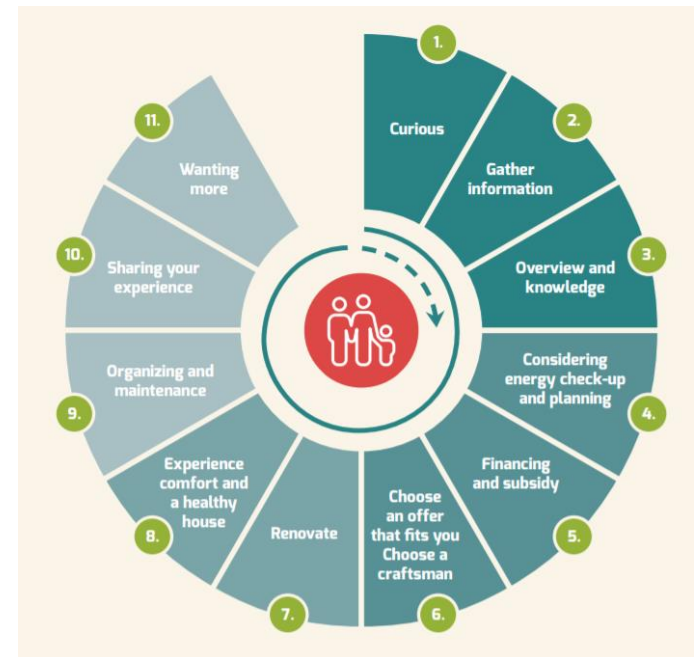 1.
Curious
2.
Gather
information
3.
Overview and
knowledge
4.
Considering
energy check-up
and planning
5.
Financing
and subsidy
6.
Choose
an offer
that fits you
Choose a
craftsman
7.
Renovate
8.
Experience
comfort and
a healthy
house
9.
Organizing and
maintenance
10.
Sharing your
experience
11.
Wanting
more